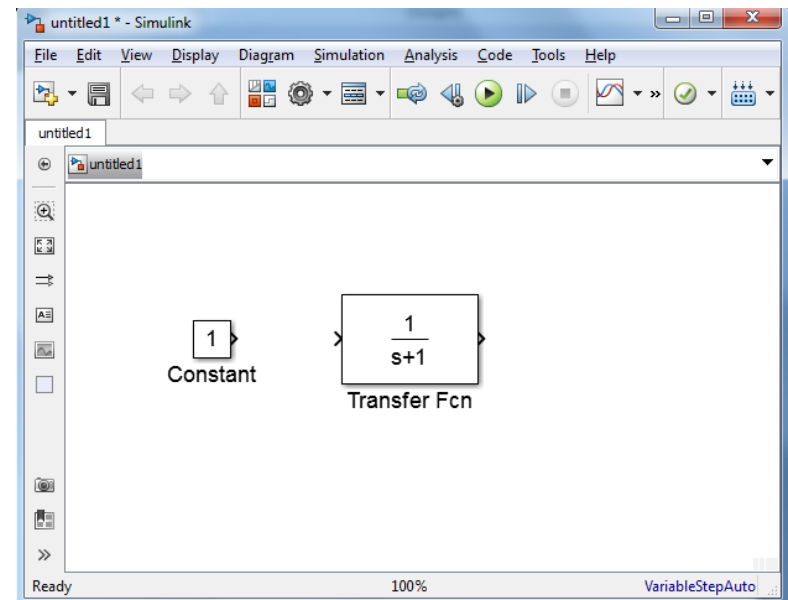 untitled1 * - Simulink
File Edit View Display Diagram Simulation Analysis Code Tools Help
»
untitled1
untitled1
1
Constant
1
s+1
Transfer Fcn
Ready 100% VariableStepAuto